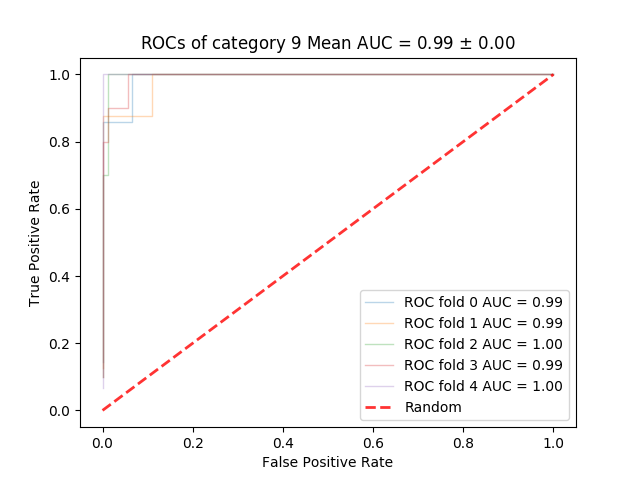 ROCs of category 9 Mean AUC = 0.99 ± 0.00
True Positive Rate
1.0
0.8
0.6
0.4
0.2
0.0
ROC fold 0 AUC = 0.99
ROC fold 1 AUC = 0.99
ROC fold 2 AUC = 1.00
ROC fold 3 AUC = 0.99
ROC fold 4 AUC = 1.00
Random
0.0 0.2 0.4 0.6 0.8 1.0
False Positive Rate